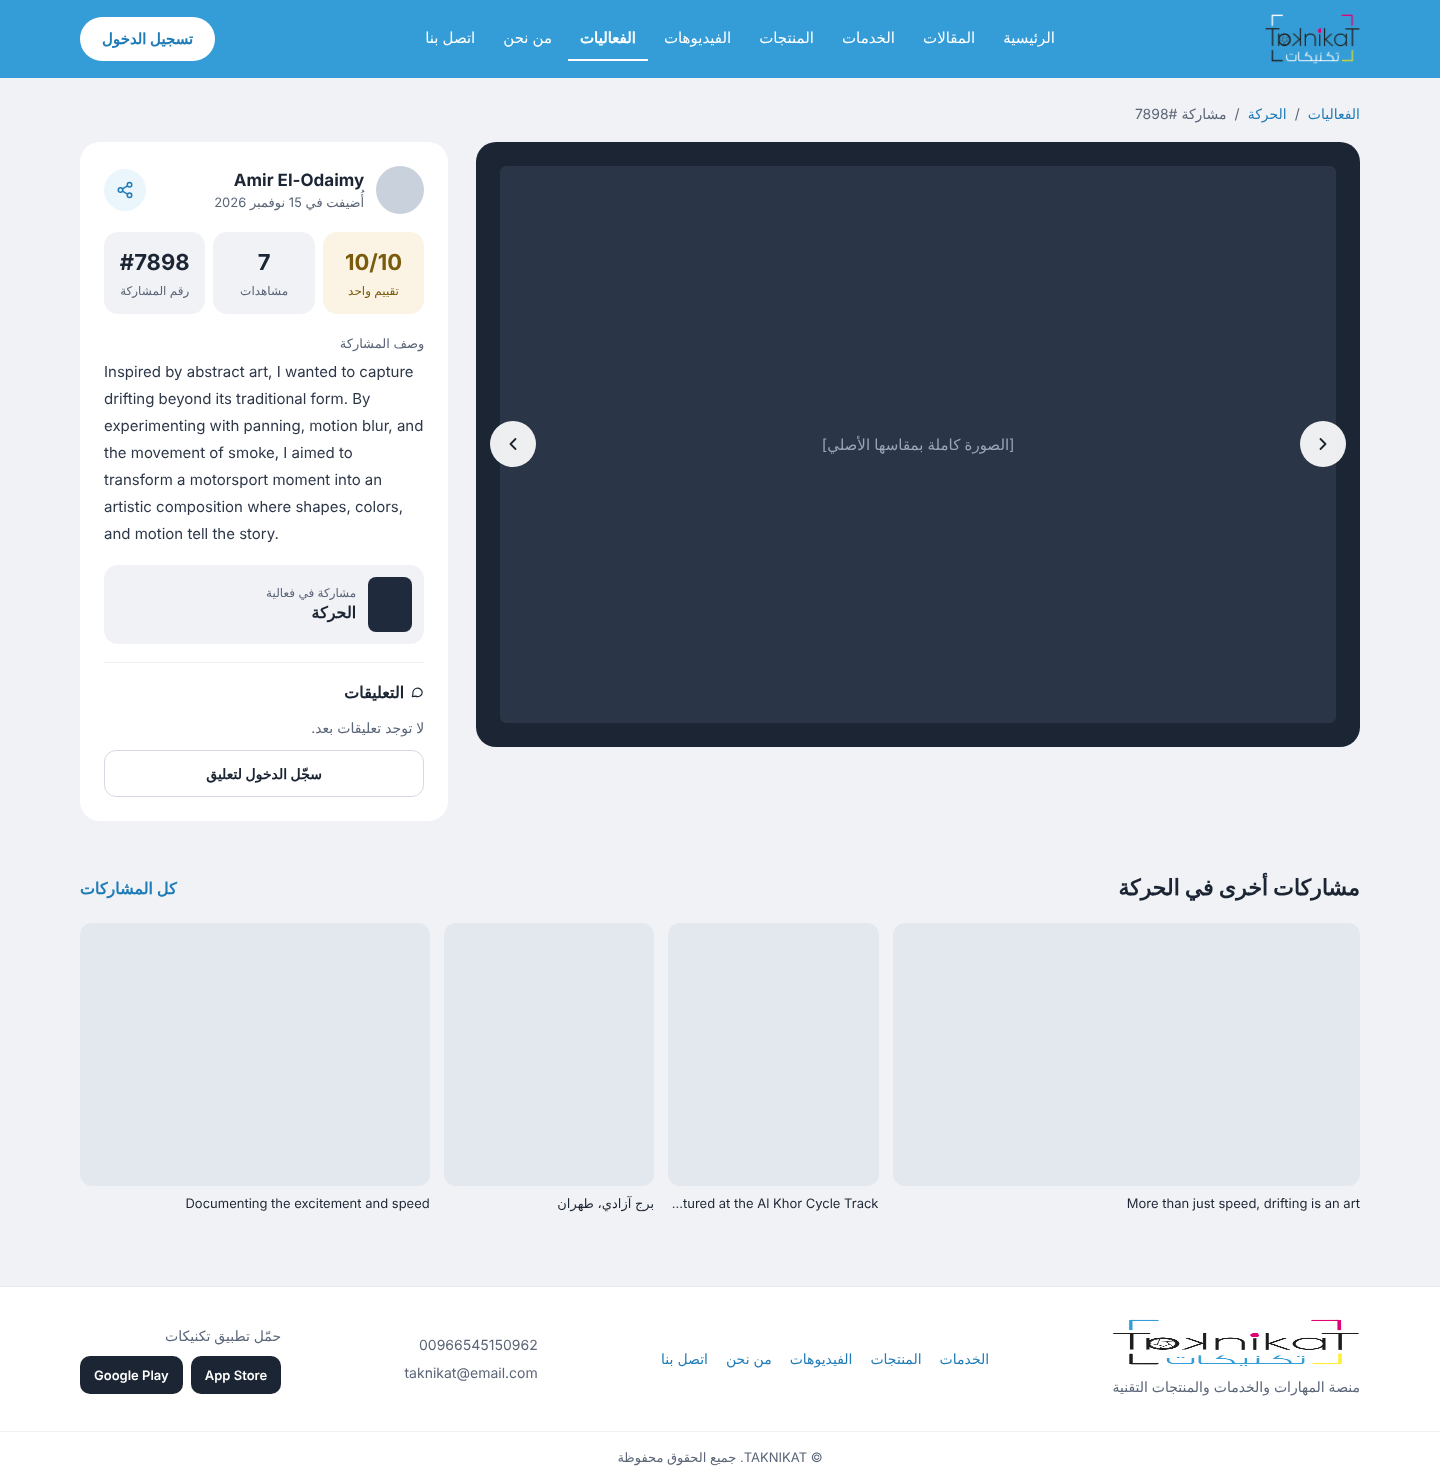 TakniKaT
تكنيكات
الرئيسية
المقالات
الخدمات
المنتجات
الفيديوهات
الفعاليات
من نحن
اتصل بنا
تسجيل الدخول
الفعاليات / الحركة / مشاركة #7898
[الصورة كاملة بمقاسها الأصلي]
Amir El-Odaimy
أُضيفت في 15 نوفمبر 2026
10/10
تقييم واحد
7
مشاهدات
#7898
رقم المشاركة
وصف المشاركة
Inspired by abstract art, I wanted to capture
drifting beyond its traditional form. By
experimenting with panning, motion blur, and
the movement of smoke, I aimed to
transform a motorsport moment into an
artistic composition where shapes, colors,
and motion tell the story.
مشاركة في فعالية
الحركة
التعليقات
لا توجد تعليقات بعد.
سجّل الدخول لتعليق
مشاركات أخرى في الحركة
كل المشاركات
More than just speed, drifting is an art
...tured at the Al Khor Cycle Track
برج آزادي، طهران
Documenting the excitement and speed
TakniKaT
تكنيكات
منصة المهارات والخدمات والمنتجات التقنية
الخدمات
المنتجات
الفيديوهات
من نحن
اتصل بنا
00966545150962
taknikat@email.com
حمّل تطبيق تكنيكات
App Store
Google Play
© TAKNIKAT. جميع الحقوق محفوظة